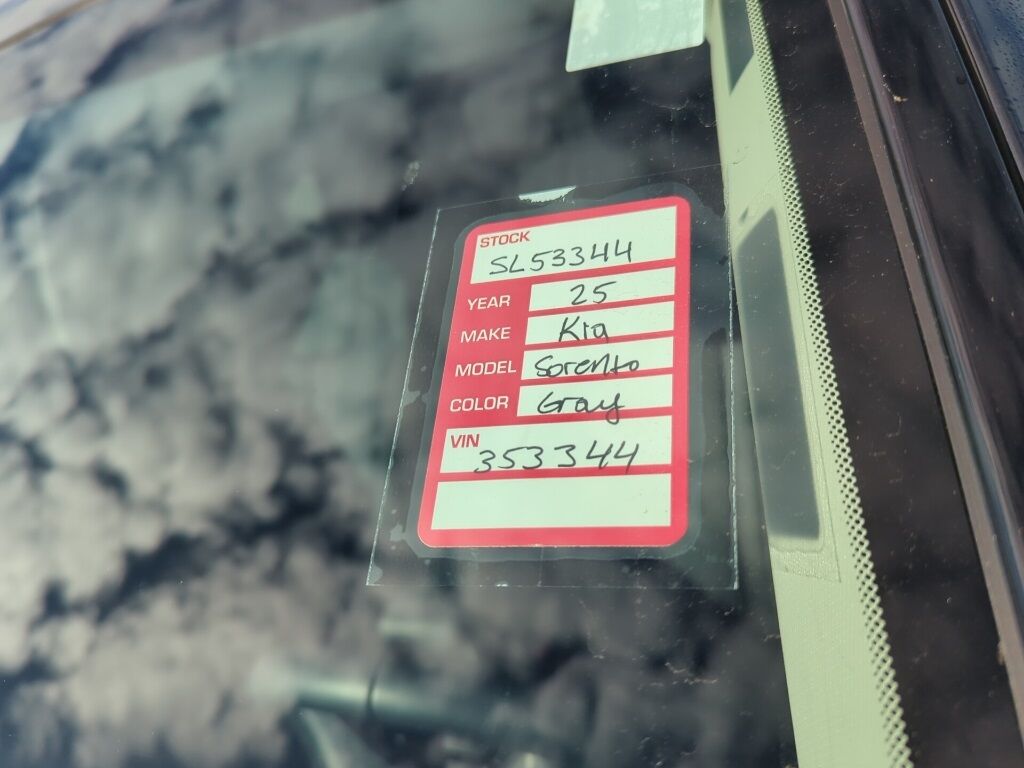 STOCK
SL53344
YEAR 25
MAKE Kia
MODEL Sorento
COLOR Gray
VIN
353344